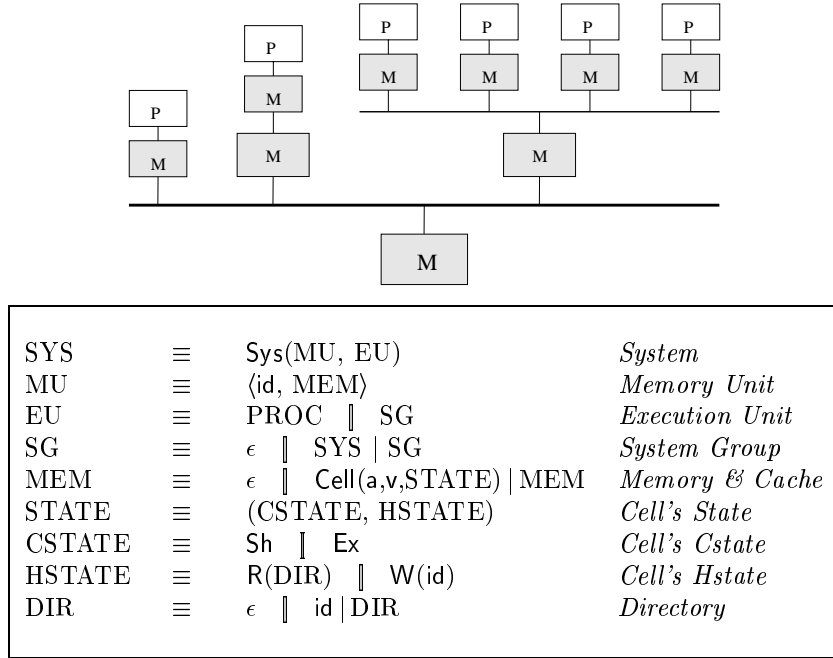 P P P P
P
M M M M
M
P
M M
M
M
SYS ≡ Sys(MU, EU) System
MU ≡ ⟨id, MEM⟩ Memory Unit
EU ≡ PROC ▯ SG Execution Unit
SG ≡ ϵ ▯ SYS | SG System Group
MEM ≡ ϵ ▯ Cell(a,v,STATE) | MEM Memory & Cache
STATE ≡ (CSTATE, HSTATE) Cell's State
CSTATE ≡ Sh ▯ Ex Cell's Cstate
HSTATE ≡ R(DIR) ▯ W(id) Cell's Hstate
DIR ≡ ϵ ▯ id | DIR Directory